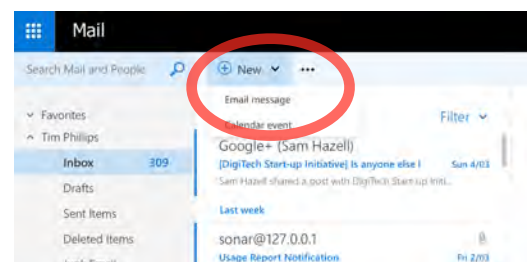 Mail
Search Mail and People
New
Email message
Calendar event
Favorites
Filter
Tim Phillips
Google+ (Sam Hazell)
Inbox 309
[DigiTech Start-up Initiative] Is anyone else I Sun 4/03
Drafts
Sam Hazell shared a post with DigiTech Start-up Initi...
Sent Items
Last week
Deleted Items
sonar@127.0.0.1
Usage Report Notification Fri 2/03